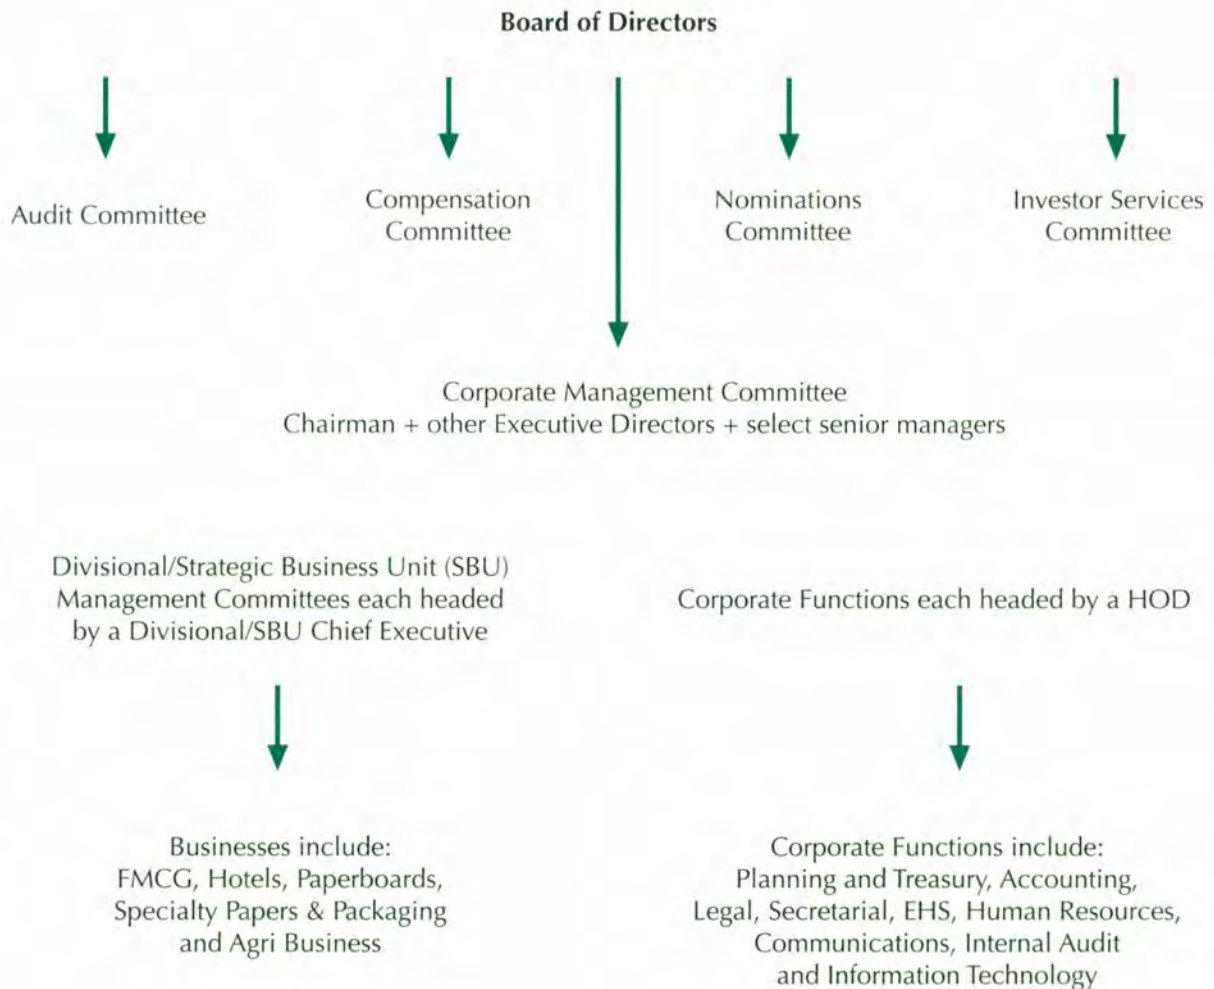 Board of Directors
Audit Committee
Compensation
Committee
Nominations
Committee
Investor Services
Committee
Corporate Management Committee
Chairman + other Executive Directors + select senior managers
Divisional/Strategic Business Unit (SBU)
Management Committees each headed
by a Divisional/SBU Chief Executive
Corporate Functions each headed by a HOD
Businesses include:
FMCG, Hotels, Paperboards,
Specialty Papers & Packaging
and Agri Business
Corporate Functions include:
Planning and Treasury, Accounting,
Legal, Secretarial, EHS, Human Resources,
Communications, Internal Audit
and Information Technology